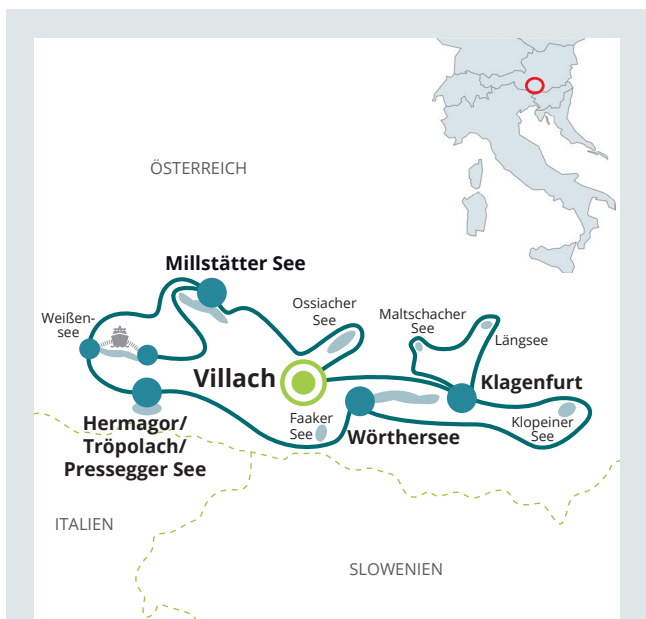 ÖSTERREICH
Millstätter See
Ossiacher
See
Maltschacher
See
Weißen-
see
Längsee
Villach
Klagenfurt
Hermagor/
Tröpolach/
Pressegger See
Faaker
See
Wörthersee
Klopeiner
See
ITALIEN
SLOWENIEN